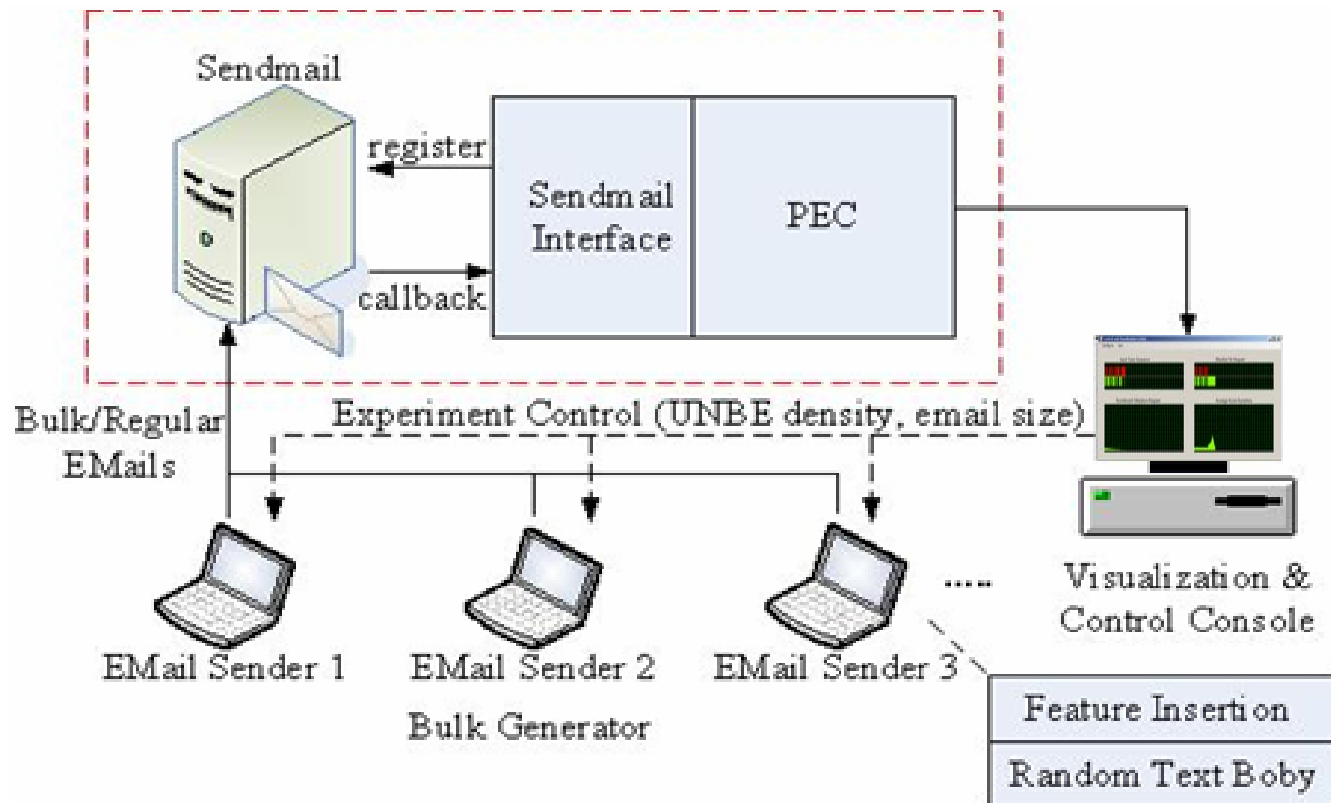 Sendmail
register
Sendmail
Interface
PEC
callback
Bulk/Regular
EMails
Experiment Control (UNBE density, email size)
EMail Sender 1
EMail Sender 2
EMail Sender 3
.....
Visualization &
Control Console
Bulk Generator
Feature Insertion
Random Text Boby